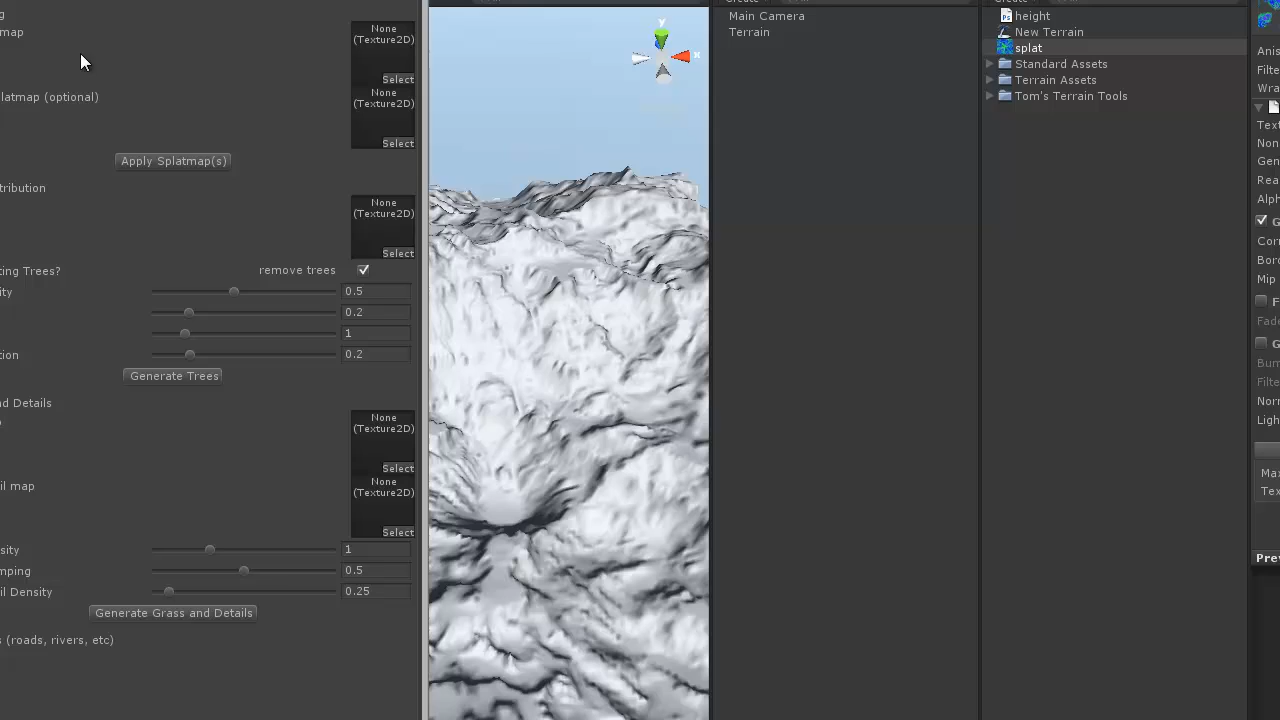 g
map
None
(Texture2D)
Select
latmap (optional)
None
(Texture2D)
Select
Apply Splatmap(s)
tribution
None
(Texture2D)
Select
ting Trees?
remove trees
ity
0.5
0.2
1
tion
0.2
Generate Trees
nd Details
None
(Texture2D)
Select
il map
None
(Texture2D)
Select
sity
1
mping
0.5
il Density
0.25
Generate Grass and Details
s (roads, rivers, etc)
y
x
Main Camera
Terrain
height
New Terrain
splat
Standard Assets
Terrain Assets
Tom's Terrain Tools
Anis
Filte
Wra
Text
Non
Gen
Rea
Alph
G
Corr
Bord
Mip
F
Fade
G
Bum
Filte
Norr
Ligh
Max
Tex
Prev